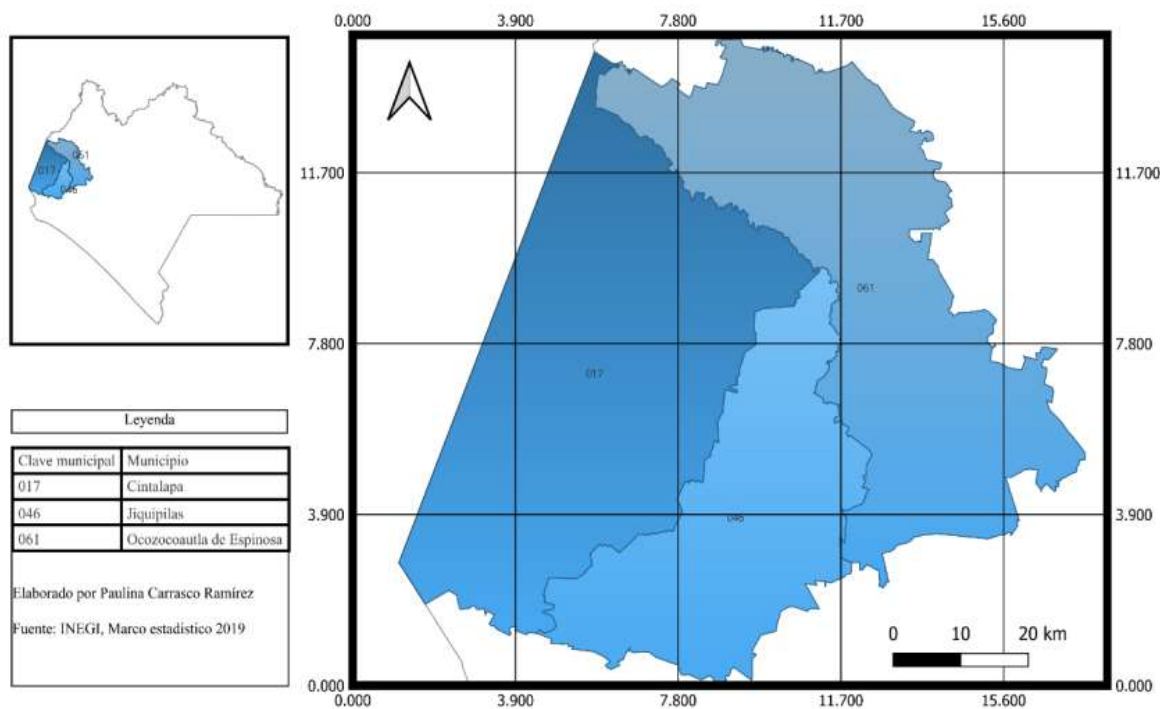 0.000 3.900 7.800 11.700 15.600
061
017
046
11.700 11.700
061
7.800 7.800
017
Leyenda
Clave municipal Municipio
017 Cintalapa
046 Jiquipilas
061 Ocozocoautla de Espinosa
3.900 3.900
046
Elaborado por Paulina Carrasco Ramírez
Fuente: INEGI, Marco estadístico 2019
0 10 20 km
0.000 0.000
0.000 3.900 7.800 11.700 15.600